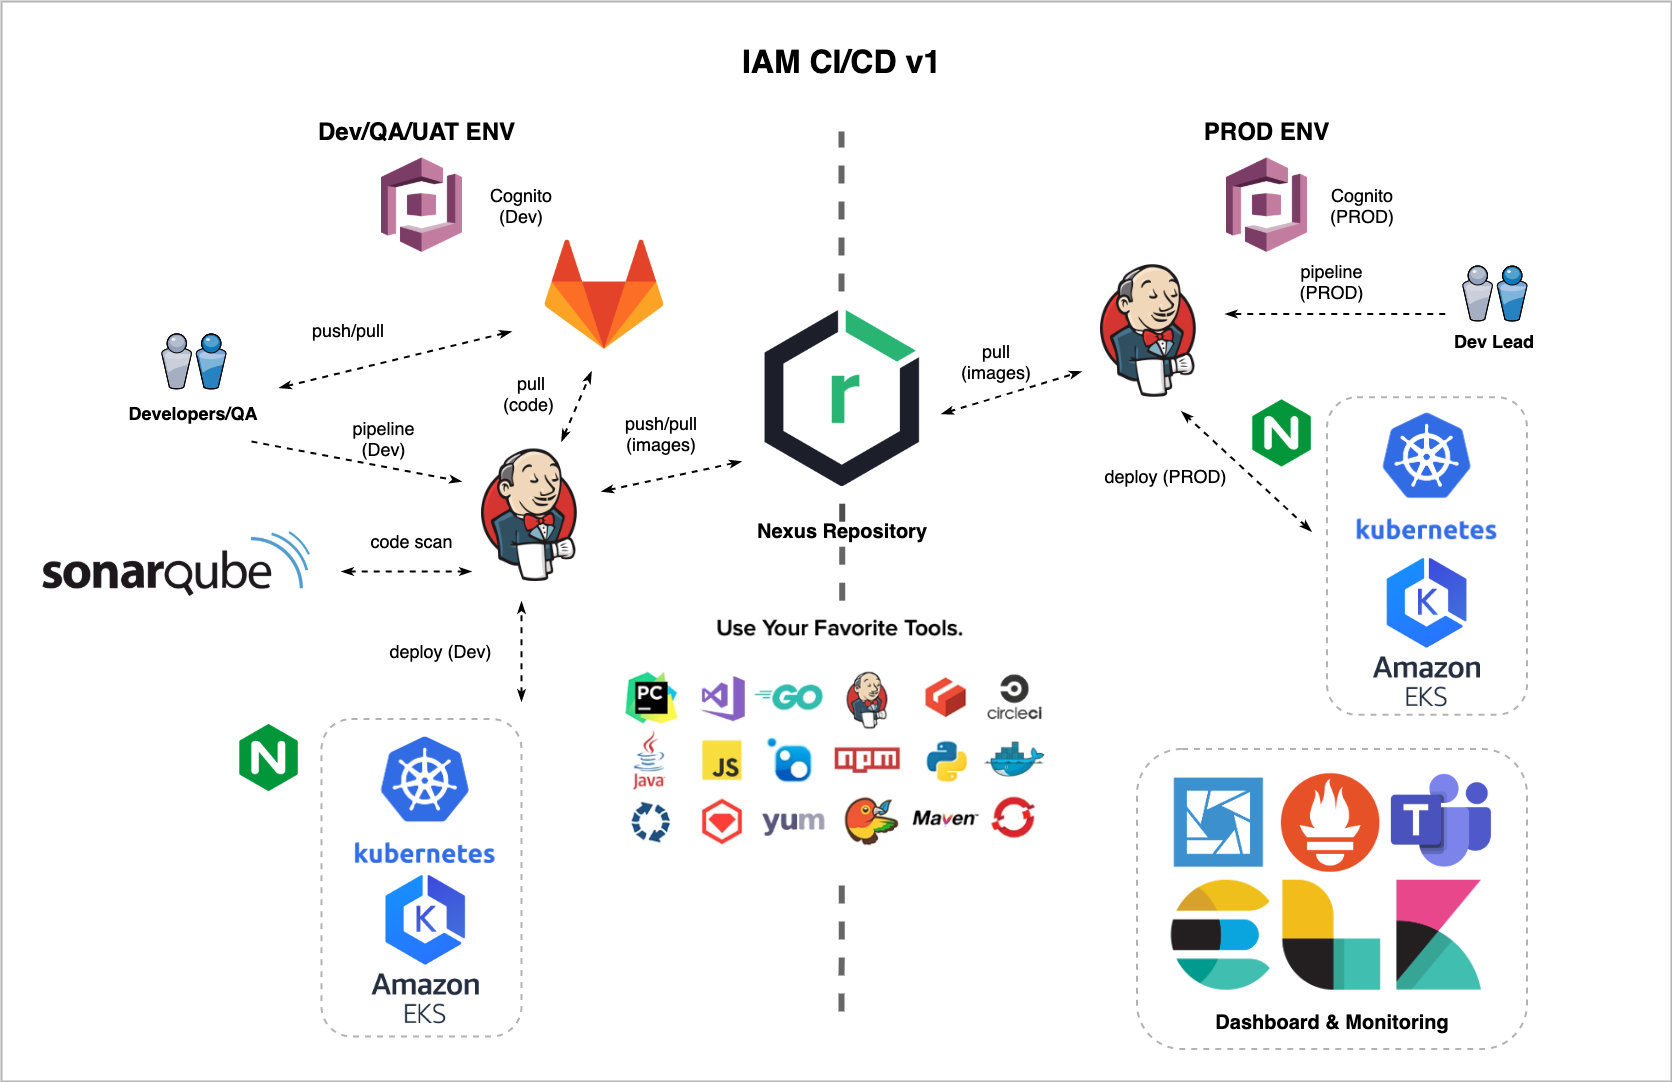 IAM CI/CD v1
Dev/QA/UAT ENV
Cognito
(Dev)
push/pull
Developers/QA
pull
(code)
pipeline
(Dev)
push/pull
(images)
sonarqube
code scan
deploy (Dev)
N
kubernetes
K
Amazon
EKS
r
Nexus Repository
Use Your Favorite Tools.
PC
GO
circleci
Java
JS
npm
yum
Maven
PROD ENV
Cognito
(PROD)
pipeline
(PROD)
Dev Lead
pull
(images)
deploy (PROD)
N
kubernetes
K
Amazon
EKS
T
ELK
Dashboard & Monitoring